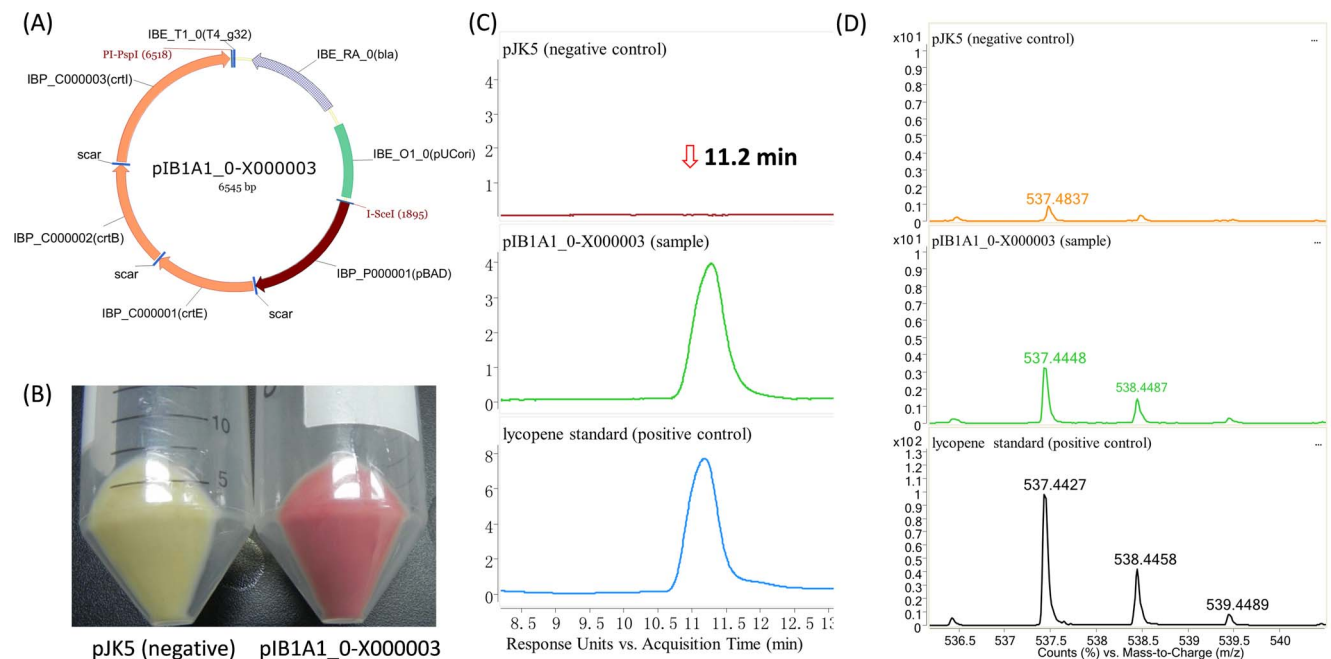 (A)
IBE_T1_0(T4_g32)
PI-PspI (6518)
IBE_RA_0(bla)
IBP_C000003(crtI)
IBE_O1_0(pUCori)
scar
pIB1A1_0-X000003
6545 bp
I-SceI (1895)
IBP_C000002(crtB)
scar
IBP_P000001(pBAD)
IBP_C000001(crtE)
scar
(B)
10
5
pJK5 (negative)
pIB1A1_0-X000003
(C)
pJK5 (negative control)
4
3
2
1
11.2 min
pIB1A1_0-X000003 (sample)
4
3
2
1
0
lycopene standard (positive control)
8
6
4
2
0
8.5 9 9.5 10 10.5 11 11.5 12 12.5 13
Response Units vs. Acquisition Time (min)
(D)
pJK5 (negative control)
...
x10 1
1
0.9
0.8
0.7
0.6
0.5
0.4
0.3
0.2
0.1
0
537.4837
pIB1A1_0-X000003 (sample)
...
x10 1
1
0.9
0.8
0.7
0.6
0.5
0.4
0.3
0.2
0.1
0
537.4448
538.4487
lycopene standard (positive control)
...
x10 2
1.3
1.2
1.1
1
0.9
0.8
0.7
0.6
0.5
0.4
0.3
0.2
0.1
0
537.4427
538.4458
539.4489
536.5 537 537.5 538 538.5 539 539.5 540
Counts (%) vs. Mass-to-Charge (m/z)